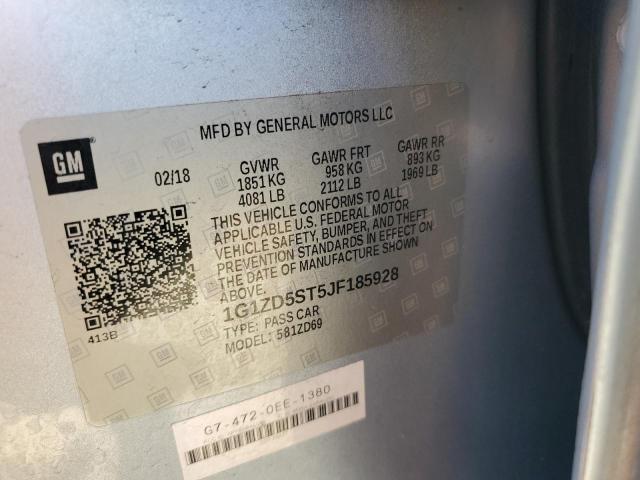 MFD BY GENERAL MOTORS LLC
GM
02/18
GVWR
1851 KG
4081 LB
GAWR FRT
958 KG
2112 LB
GAWR RR
893 KG
1969 LB
THIS VEHICLE CONFORMS TO ALL
APPLICABLE U.S. FEDERAL MOTOR
VEHICLE SAFETY, BUMPER, AND THEFT
PREVENTION STANDARDS IN EFFECT ON
THE DATE OF MANUFACTURE SHOWN
ABOVE.
1G1ZD5ST5JF185928
TYPE: PASS CAR
MODEL: 581ZD69
413B
G7-472-0EE-1380